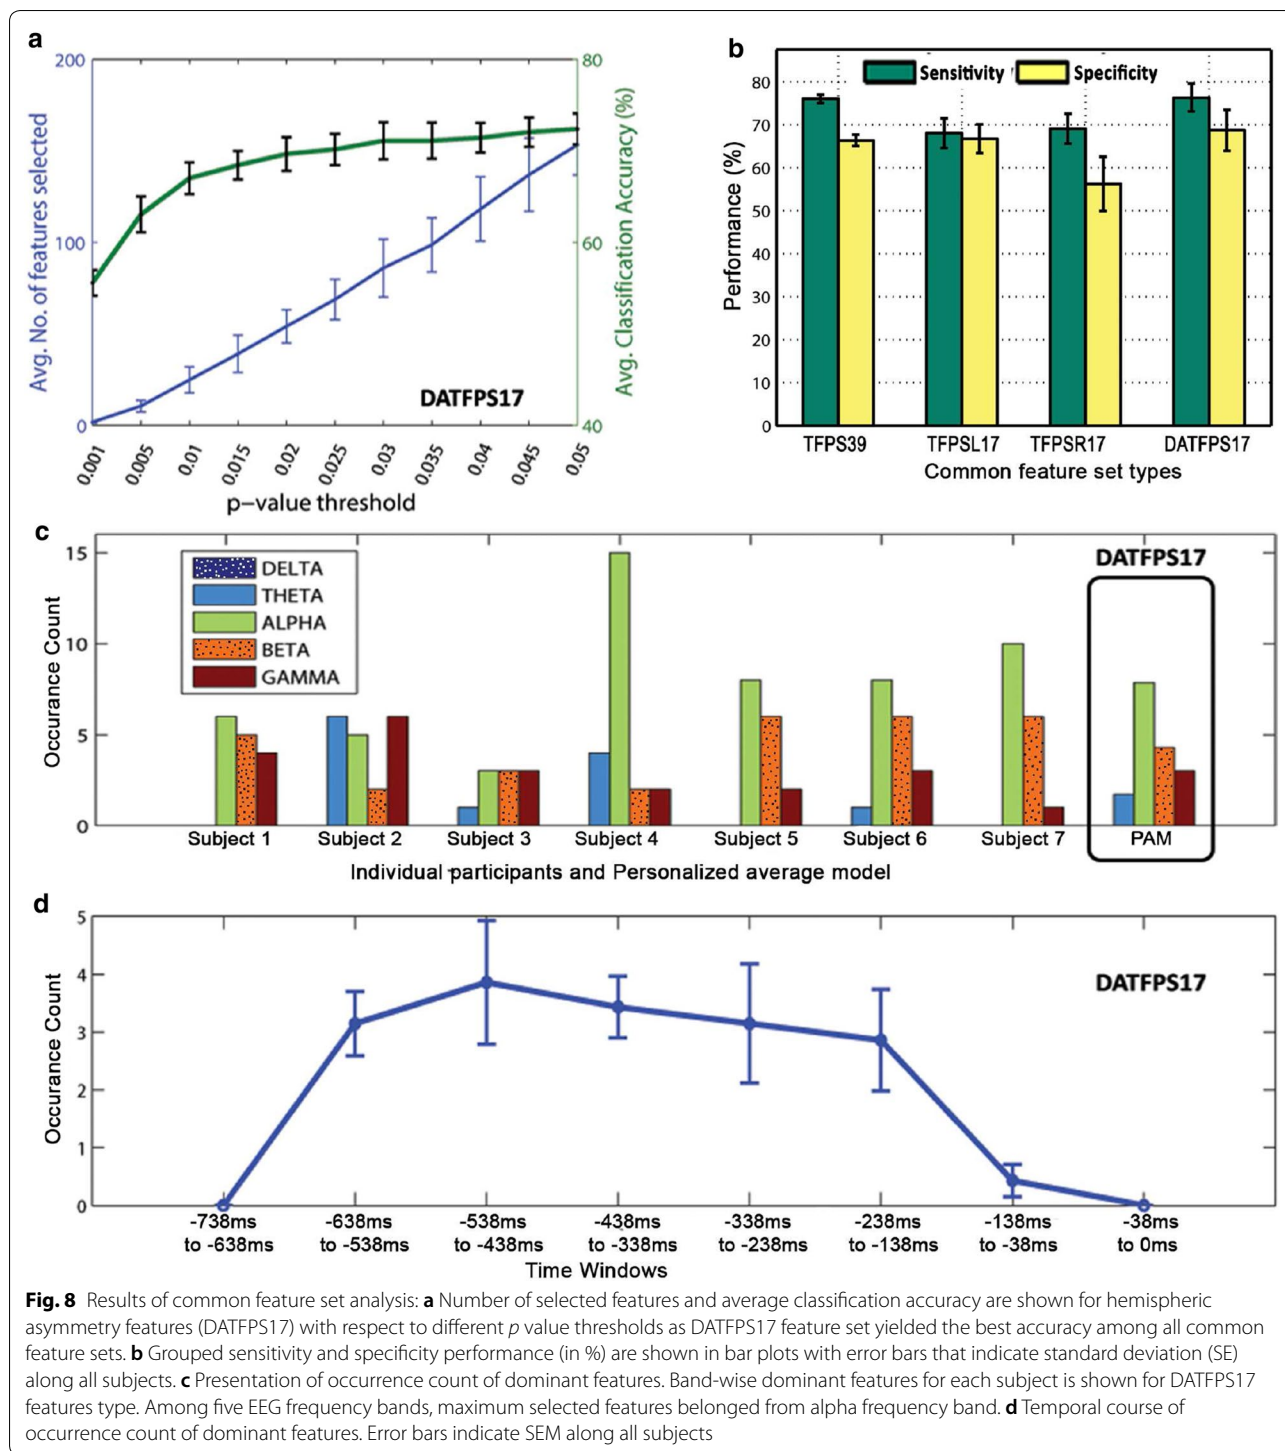 a
200
100
0
Avg. No. of features selected
80
60
40
Avg. Classification Accuracy (%)
DATFPS17
0.001
0.005
0.01
0.015
0.02
0.025
0.03
0.035
0.04
0.045
0.05
p-value threshold
b
Sensitivity
Specificity
80
70
60
50
40
30
20
10
0
Performance (%)
TFPS39
TFPSL17
TFPSR17
DATFPS17
Common feature set types
c
15
10
5
0
Occurance Count
DELTA
THETA
ALPHA
BETA
GAMMA
DATFPS17
Subject 1
Subject 2
Subject 3
Subject 4
Subject 5
Subject 6
Subject 7
PAM
Individual participants and Personalized average model
d
5
4
3
2
1
0
Occurance Count
DATFPS17
-738ms
to -638ms
-638ms
to -538ms
-538ms
to -438ms
-438ms
to -338ms
-338ms
to -238ms
-238ms
to -138ms
-138ms
to -38ms
-38ms
to 0ms
Time Windows
Fig. 8 Results of common feature set analysis: a Number of selected features and average classification accuracy are shown for hemispheric
asymmetry features (DATFPS17) with respect to different p value thresholds as DATFPS17 feature set yielded the best accuracy among all common
feature sets. b Grouped sensitivity and specificity performance (in %) are shown in bar plots with error bars that indicate standard deviation (SE)
along all subjects. c Presentation of occurrence count of dominant features. Band-wise dominant features for each subject is shown for DATFPS17
features type. Among five EEG frequency bands, maximum selected features belonged from alpha frequency band. d Temporal course of
occurrence count of dominant features. Error bars indicate SEM along all subjects